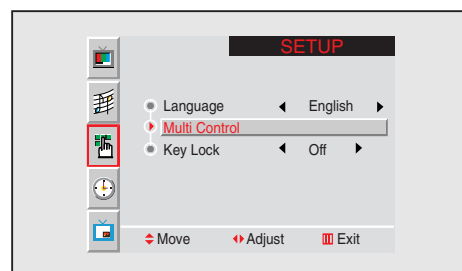 SETUP
Language English
Multi Control
Key Lock Off
Move Adjust Exit